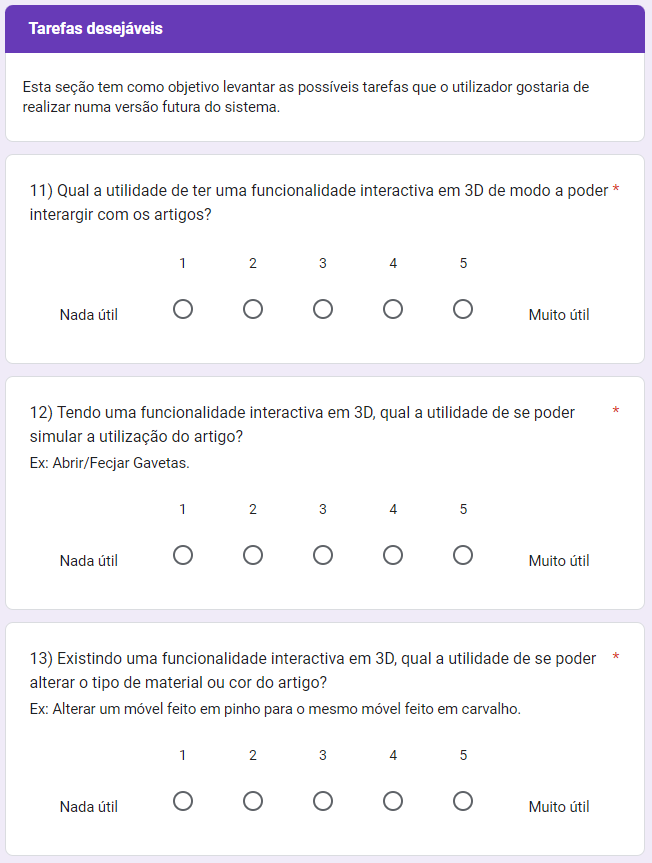 Tarefas desejáveis
Esta seção tem como objetivo levantar as possíveis tarefas que o utilizador gostaria de
realizar numa versão futura do sistema.
11) Qual a utilidade de ter uma funcionalidade interactiva em 3D de modo a poder *
interargir com os artigos?
1 2 3 4 5
Nada útil Muito útil
12) Tendo uma funcionalidade interactiva em 3D, qual a utilidade de se poder *
simular a utilização do artigo?
Ex: Abrir/Fecjar Gavetas.
1 2 3 4 5
Nada útil Muito útil
13) Existindo uma funcionalidade interactiva em 3D, qual a utilidade de se poder *
alterar o tipo de material ou cor do artigo?
Ex: Alterar um móvel feito em pinho para o mesmo móvel feito em carvalho.
1 2 3 4 5
Nada útil Muito útil